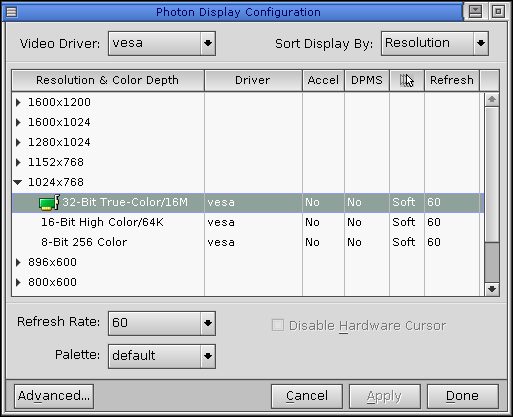 Photon Display Configuration
Video Driver: vesa Sort Display By: Resolution
Resolution & Color Depth Driver Accel DPMS Refresh
1600x1200
1600x1024
1280x1024
1152x768
1024x768
32-Bit True-Color/16M vesa No No Soft 60
16-Bit High Color/64K vesa No No Soft 60
8-Bit 256 Color vesa No No Soft 60
896x600
800x600
Refresh Rate: 60 Disable Hardware Cursor
Palette: default
Advanced... Cancel Apply Done